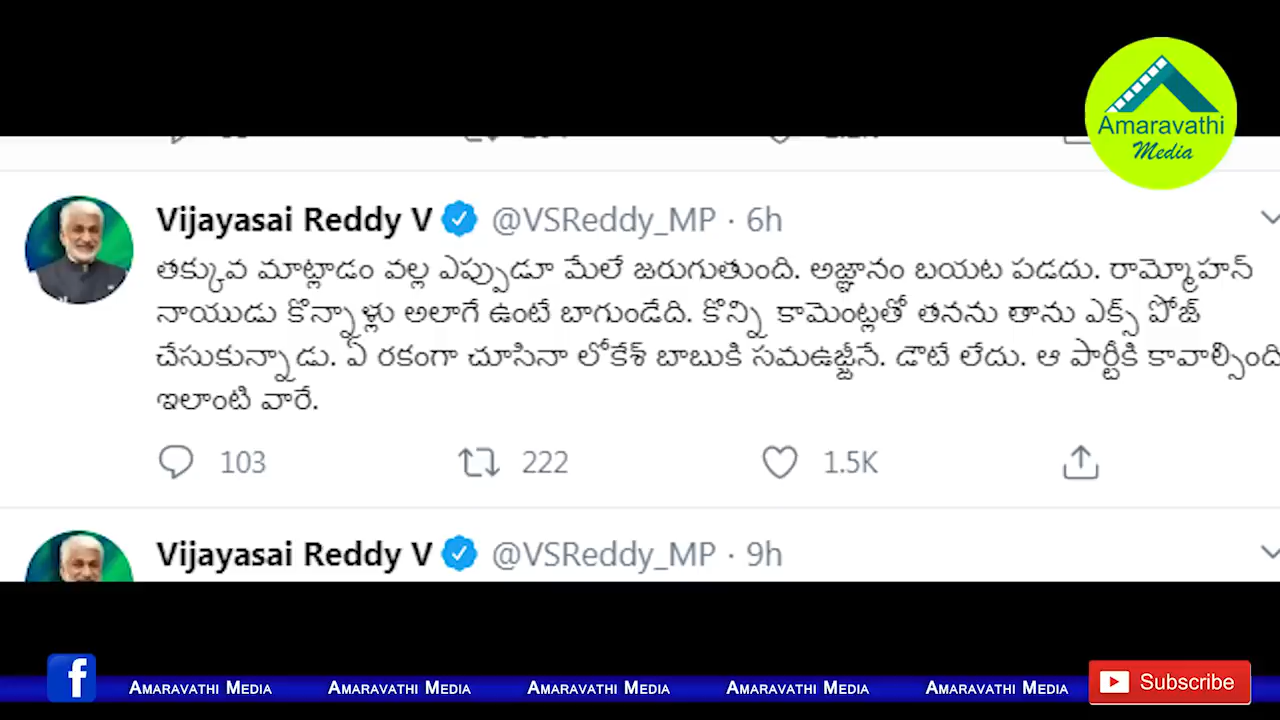 Amaravathi
Media
Vijayasai Reddy V @VSReddy_MP · 6h
తక్కువ మాట్లాడం వల్ల ఎప్పుడూ మేలే జరుగుతుంది. అజ్ఞానం బయట పడదు. రామ్మోహన్
నాయుడు కొన్నాళ్లు అలాగే ఉంటే బాగుండేది. కొన్ని కామెంట్లతో తనను తాను ఎక్స్ పోజ్
చేసుకున్నాడు. ఏ రకంగా చూసినా లోకేశ్ బాబుకి సమఉజ్జీనే. డౌటే లేదు. ఆ పార్టీకి కావాల్సింది
ఇలాంటి వారే.
103 222 1.5K
Vijayasai Reddy V @VSReddy_MP · 9h
f Amaravathi Media Amaravathi Media Amaravathi Media Amaravathi Media Amaravathi Media Subscribe